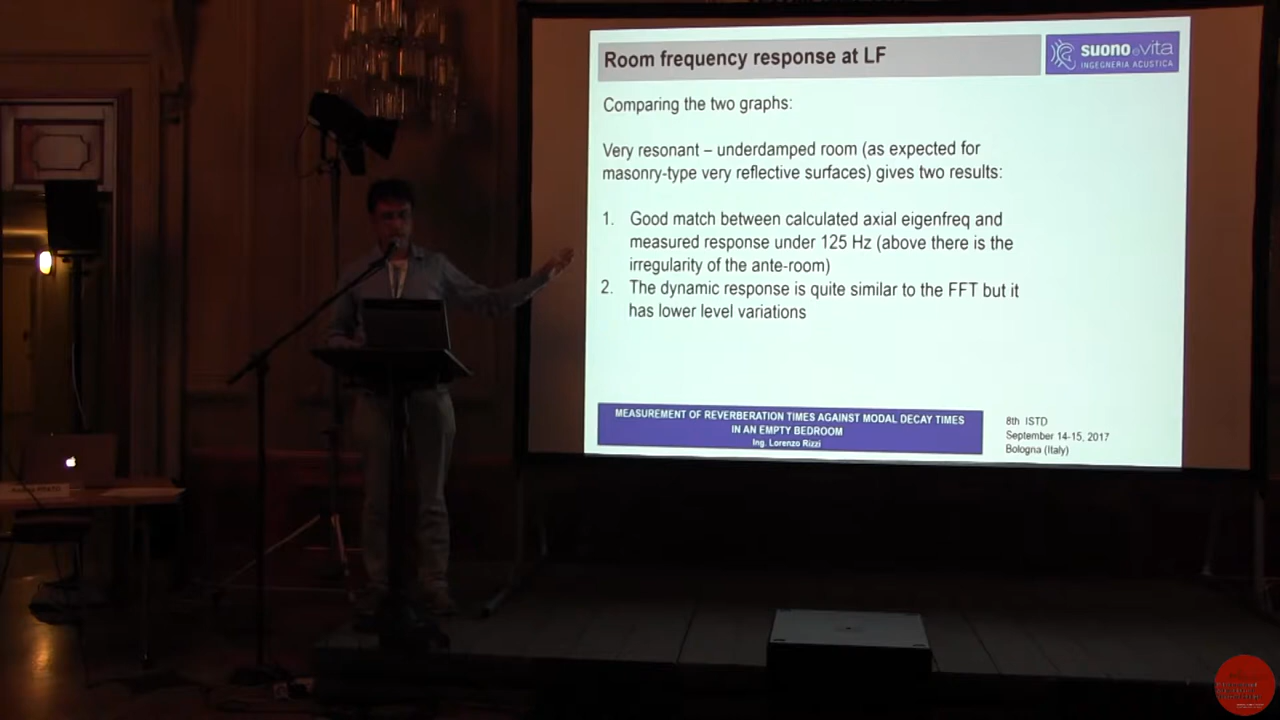 Room frequency response at LF
suono e vita
INGEGNERIA ACUSTICA
Comparing the two graphs:
Very resonant – underdamped room (as expected for
masonry-type very reflective surfaces) gives two results:
1. Good match between calculated axial eigenfreq and
measured response under 125 Hz (above there is the
irregularity of the ante-room)
2. The dynamic response is quite similar to the FFT but it
has lower level variations
MEASUREMENT OF REVERBERATION TIMES AGAINST MODAL DECAY TIMES
IN AN EMPTY BEDROOM
Ing. Lorenzo Rizzi
8th ISTD
September 14-15, 2017
Bologna (Italy)